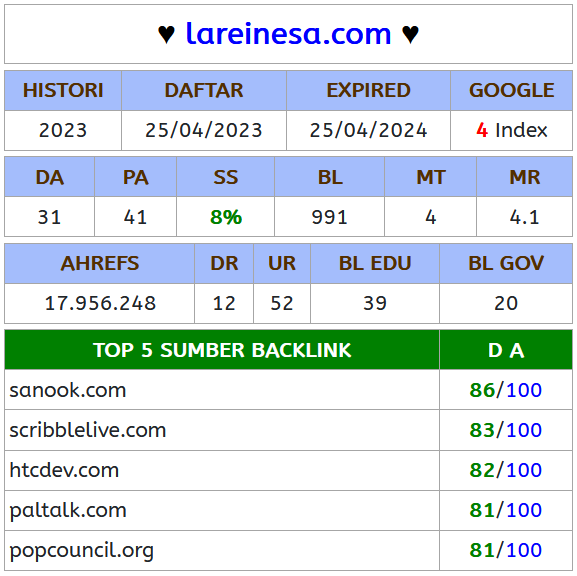 ♥ lareinesa.com ♥
HISTORI DAFTAR EXPIRED GOOGLE
2023 25/04/2023 25/04/2024 4 Index
DA PA SS BL MT MR
31 41 8% 991 4 4.1
AHREFS DR UR BL EDU BL GOV
17.956.248 12 52 39 20
TOP 5 SUMBER BACKLINK D A
sanook.com 86/100
scribblelive.com 83/100
htcdev.com 82/100
paltalk.com 81/100
popcouncil.org 81/100